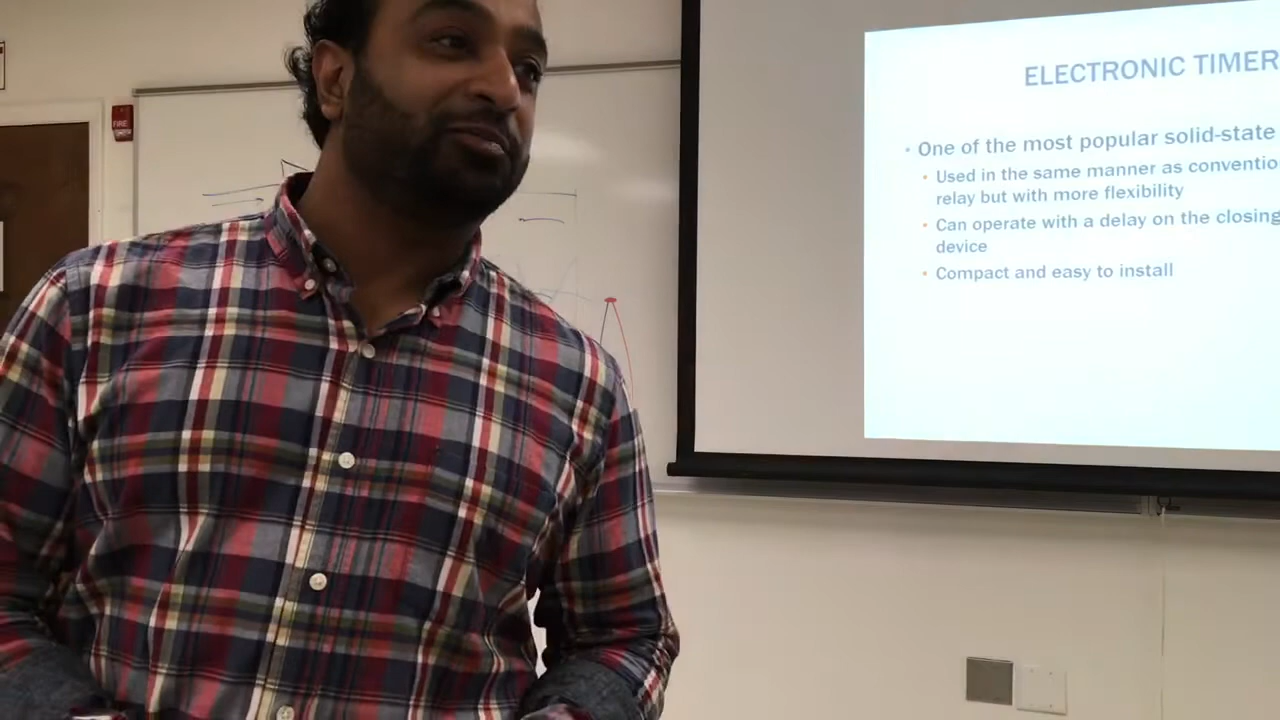 FIRE
ELECTRONIC TIMER
One of the most popular solid-state
Used in the same manner as conventio
relay but with more flexibility
Can operate with a delay on the closing
device
Compact and easy to install